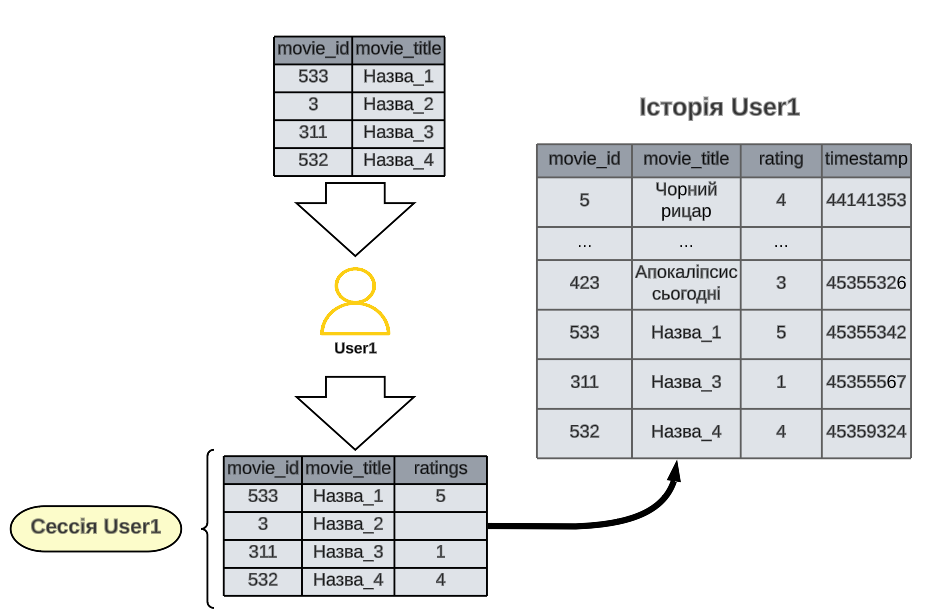 movie_id movie_title
533 Назва_1
3 Назва_2
311 Назва_3
532 Назва_4
User1
Сессія User1
movie_id movie_title ratings
533 Назва_1 5
3 Назва_2
311 Назва_3 1
532 Назва_4 4
Історія User1
movie_id movie_title rating timestamp
5 Чорний рицар 4 44141353
... ... ...
423 Апокаліпсис сьогодні 3 45355326
533 Назва_1 5 45355342
311 Назва_3 1 45355567
532 Назва_4 4 45359324